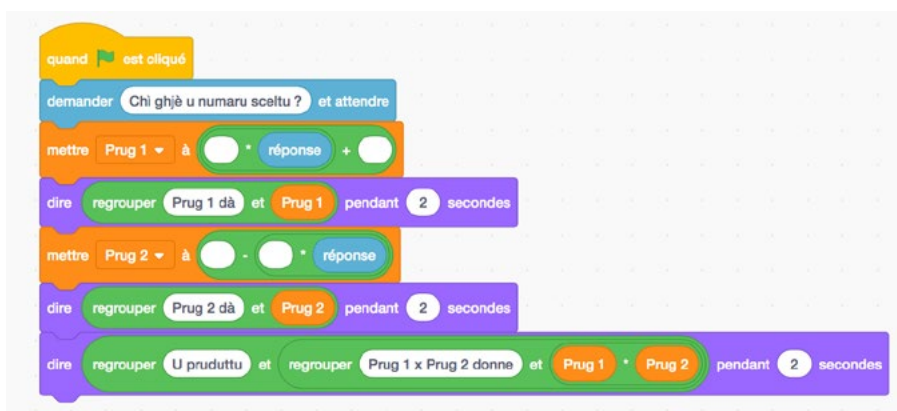 quand est cliqué
demander Chì ghjè u numaru sceltu ? et attendre
mettre Prug 1 à * réponse +
dire regrouper Prug 1 dà et Prug 1 pendant 2 secondes
mettre Prug 2 à - * réponse
dire regrouper Prug 2 dà et Prug 2 pendant 2 secondes
dire regrouper U pruduttu et regrouper Prug 1 x Prug 2 donne et Prug 1 * Prug 2 pendant 2 secondes